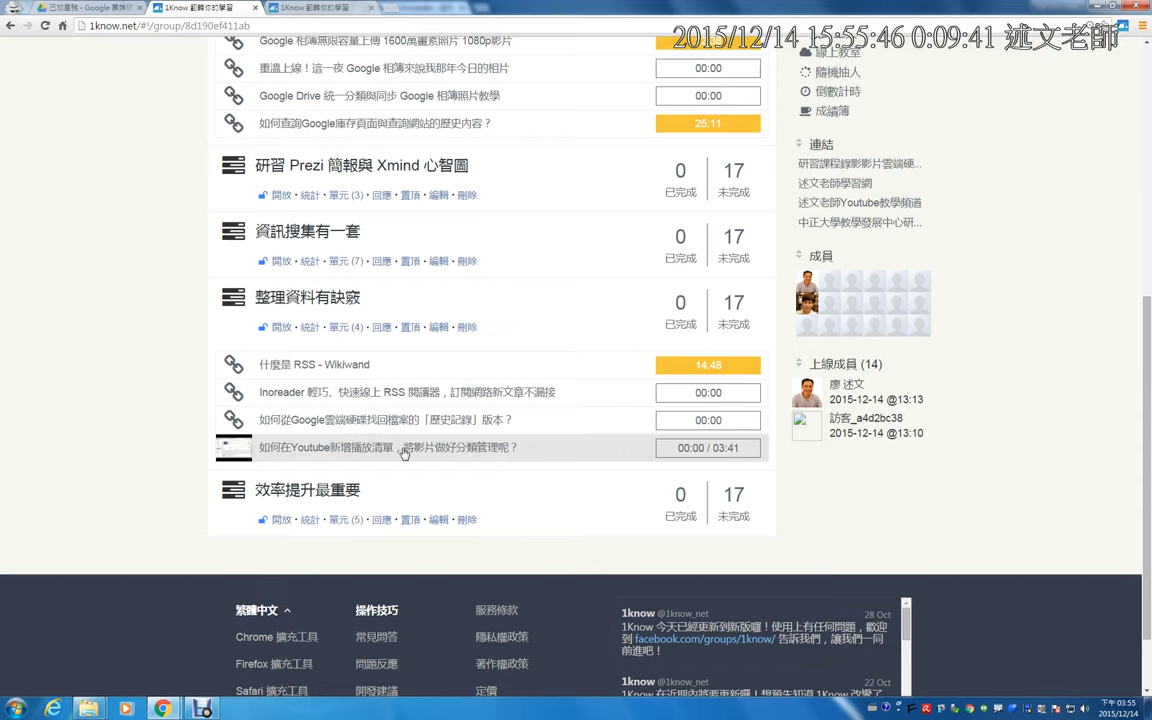 已加星號 - Google 雲端硬
1Know 翻轉你的學習
1Know 翻轉你的學習
1know.net/#!/group/8d190ef411ab
2015/12/14 15:55:46 0:09:41 述文老師
Google 相簿無限容量上傳 1600萬畫素照片 1080p影片
重溫上線！這一夜 Google 相簿來說我那年今日的相片
00:00
Google Drive 統一分類與同步 Google 相簿照片教學
00:00
如何查詢Google庫存頁面與查詢網站的歷史內容？
25:11
研習 Prezi 簡報與 Xmind 心智圖
0
已完成
17
未完成
開放・統計・單元 (3)・回應・置頂・編輯・刪除
資訊搜集有一套
0
已完成
17
未完成
開放・統計・單元 (7)・回應・置頂・編輯・刪除
整理資料有訣竅
0
已完成
17
未完成
開放・統計・單元 (4)・回應・置頂・編輯・刪除
什麼是 RSS - Wikiwand
14:48
Inoreader 輕巧、快速線上 RSS 閱讀器，訂閱網路新文章不漏接
00:00
如何從Google雲端硬碟找回檔案的「歷史記錄」版本？
00:00
如何在Youtube新增播放清單，將影片做好分類管理呢？
00:00 / 03:41
效率提升最重要
0
已完成
17
未完成
開放・統計・單元 (5)・回應・置頂・編輯・刪除
線上教室
隨機抽人
倒數計時
成績簿
連結
研習課程錄影影片雲端硬...
述文老師學習網
述文老師Youtube教學頻道
中正大學教學發展中心研...
成員
上線成員 (14)
廖 述文
2015-12-14 @13:13
訪客_a4d2bc38
2015-12-14 @13:10
繁體中文
Chrome 擴充工具
Firefox 擴充工具
Safari 擴充工具
操作技巧
常見問答
問題反應
開發建議
服務條款
隱私權政策
著作權政策
定價
1know @1know_net
28 Oct
1Know 今天已經更新到新版囉！使用上有任何問題，歡迎
到 facebook.com/groups/1know/ 告訴我們，讓我們一同
前進吧！
1know @1know_net
22 Oct
下午 03:55
2015/12/14